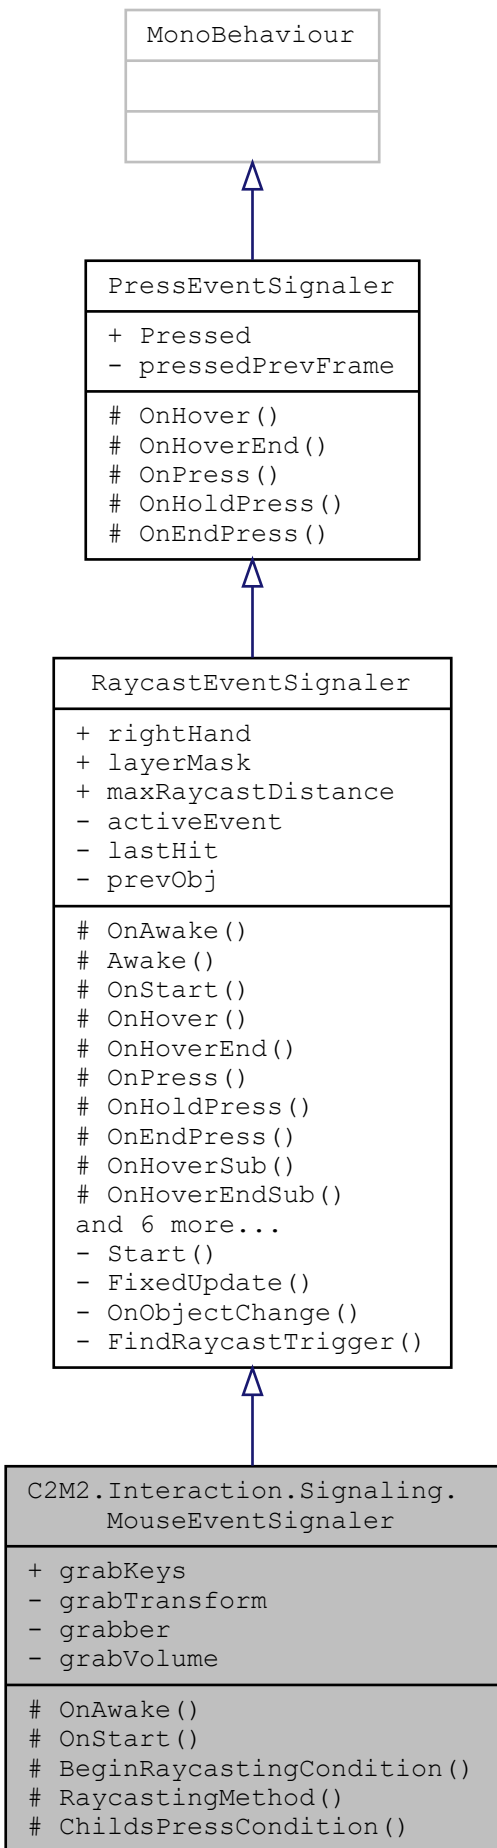 MonoBehaviour
PressEventSignaler
+ Pressed
- pressedPrevFrame
# OnHover()
# OnHoverEnd()
# OnPress()
# OnHoldPress()
# OnEndPress()
RaycastEventSignaler
+ rightHand
+ layerMask
+ maxRaycastDistance
- activeEvent
- lastHit
- prevObj
# OnAwake()
# Awake()
# OnStart()
# OnHover()
# OnHoverEnd()
# OnPress()
# OnHoldPress()
# OnEndPress()
# OnHoverSub()
# OnHoverEndSub()
and 6 more...
- Start()
- FixedUpdate()
- OnObjectChange()
- FindRaycastTrigger()
C2M2.Interaction.Signaling.
MouseEventSignaler
+ grabKeys
- grabTransform
- grabber
- grabVolume
# OnAwake()
# OnStart()
# BeginRaycastingCondition()
# RaycastingMethod()
# ChildsPressCondition()